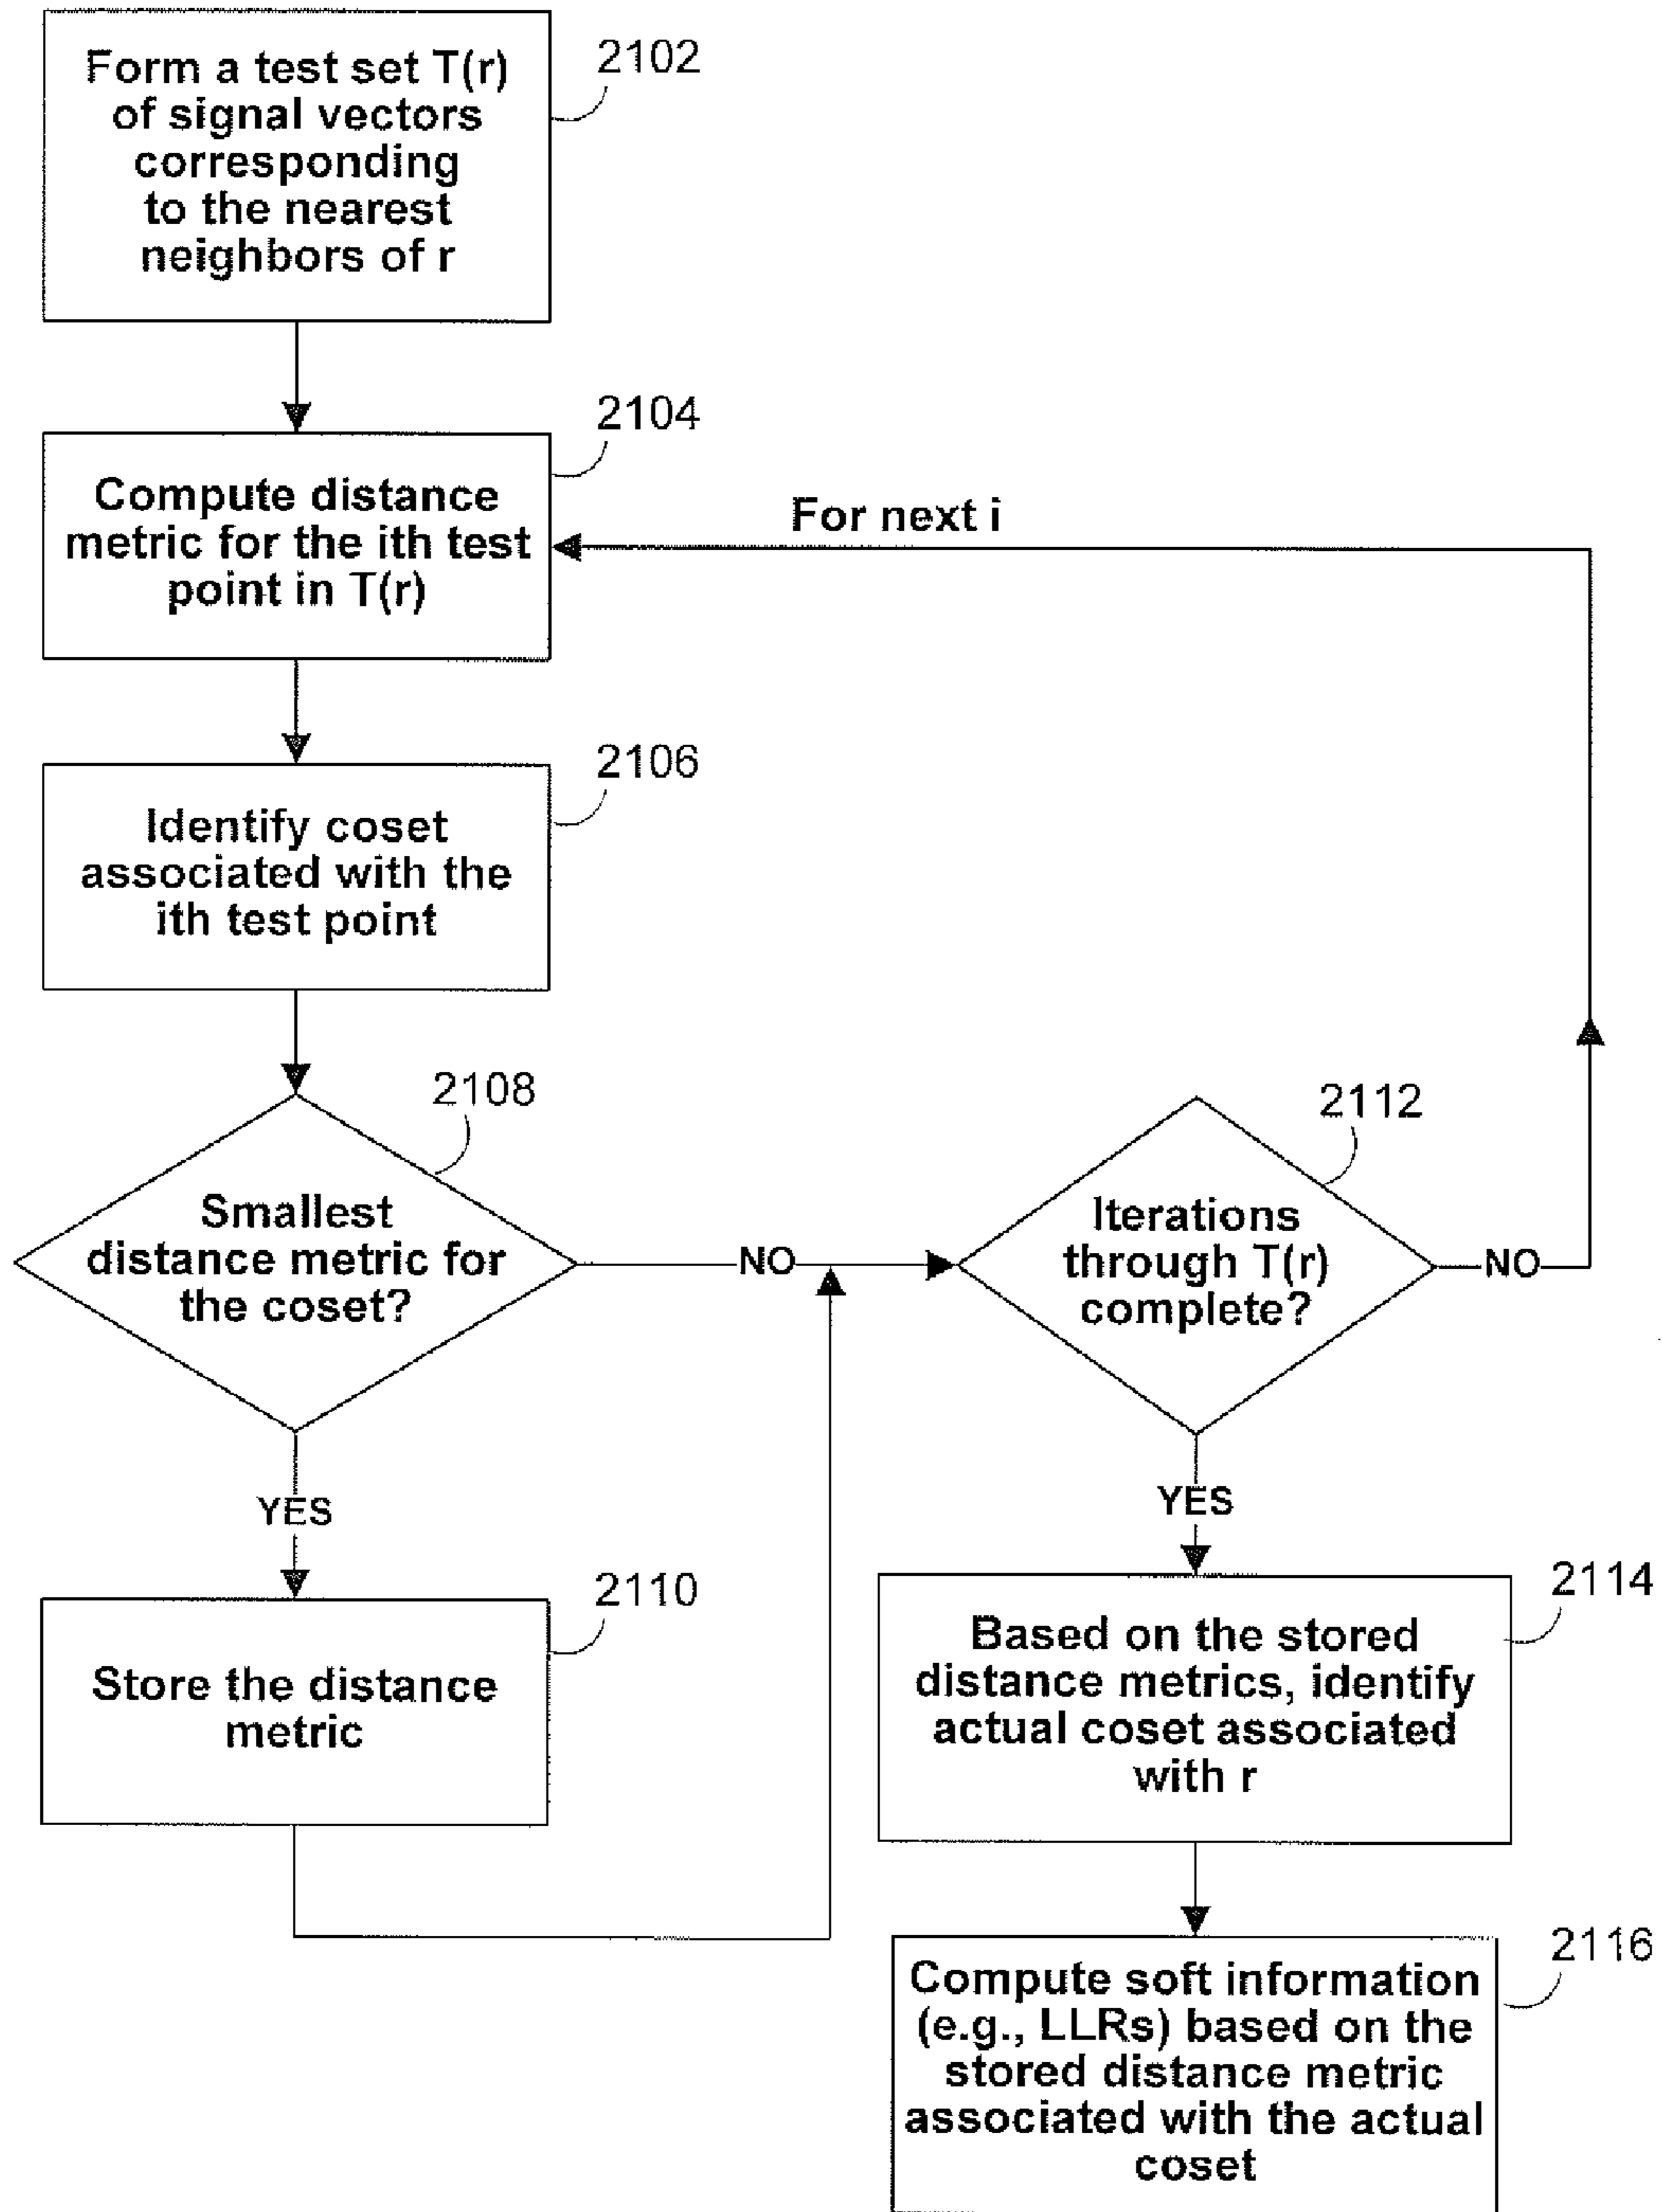 Form a test set T(r)
of signal vectors
corresponding
to the nearest
neighbors of r
2102
Compute distance
metric for the ith test
point in T(r)
2104
For next i
Identify coset
associated with the
ith test point
2106
Smallest
distance metric for
the coset?
2108
NO
YES
Store the distance
metric
2110
Iterations
through T(r)
complete?
2112
NO
YES
Based on the stored
distance metrics, identify
actual coset associated
with r
2114
Compute soft information
(e.g., LLRs) based on the
stored distance metric
associated with the actual
coset
2116